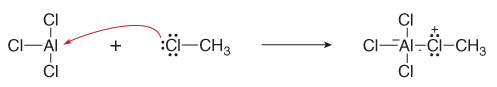 Cl
Cl—Al + :Cl—CH₃
Cl
Cl +
Cl—Al—Cl—CH₃
−
Cl